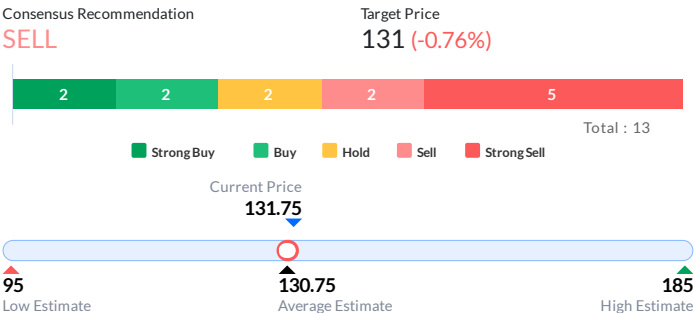 Consensus Recommendation
SELL
Target Price
131 (-0.76%)
2 2 2 2 5
Total : 13
Strong Buy Buy Hold Sell Strong Sell
Current Price
131.75
95 130.75 185
Low Estimate Average Estimate High Estimate